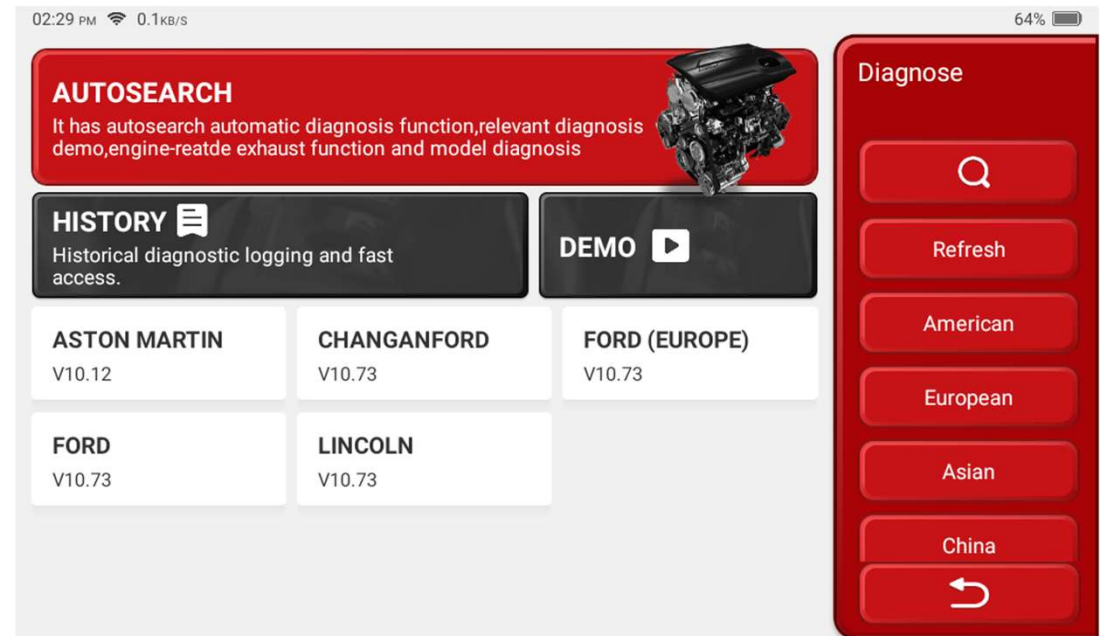 02:29 PM 0.1KB/S
64%
AUTOSEARCH
It has autosearch automatic diagnosis function,relevant diagnosis
demo,engine-reatde exhaust function and model diagnosis
HISTORY
Historical diagnostic logging and fast
access.
DEMO
ASTON MARTIN
V10.12
CHANGANFORD
V10.73
FORD (EUROPE)
V10.73
FORD
V10.73
LINCOLN
V10.73
Diagnose
Refresh
American
European
Asian
China